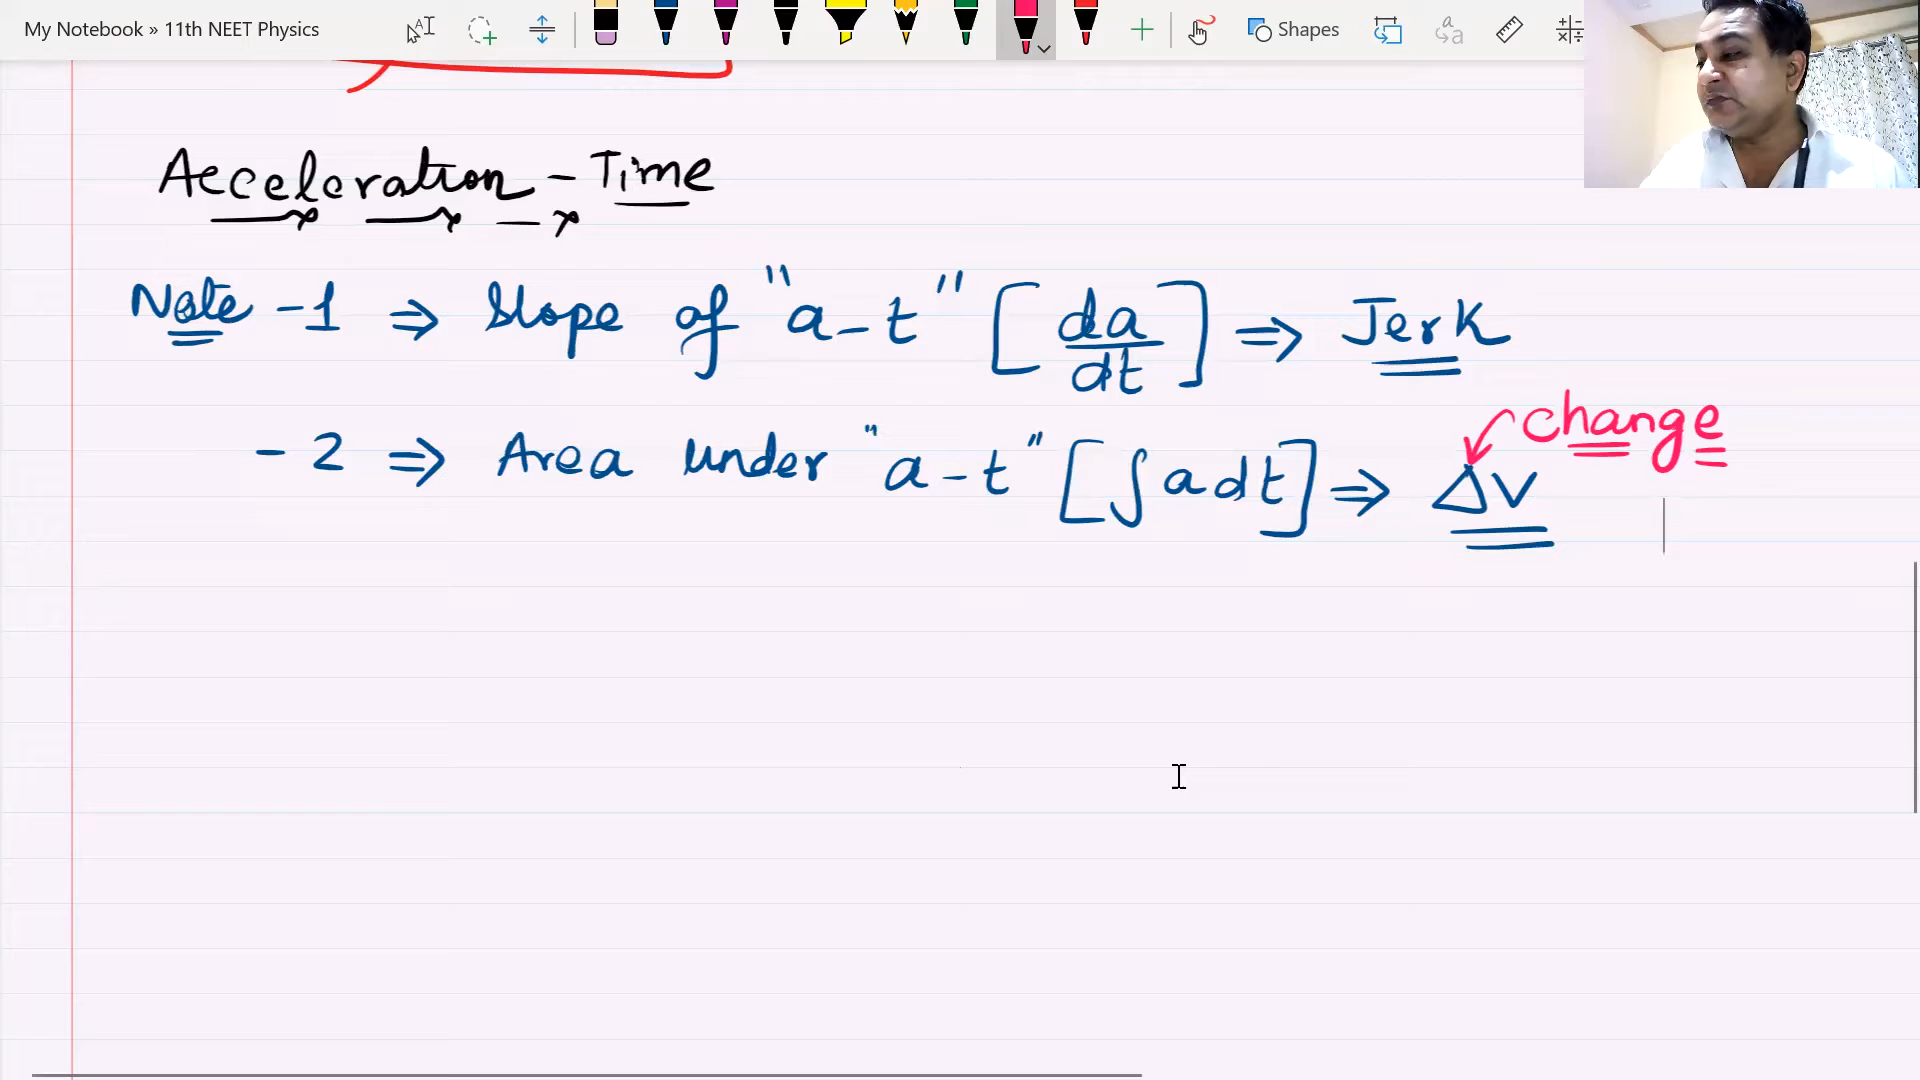 My Notebook » 11th NEET Physics
Shapes
Acceleration - Time
Note -1 ⇒ Slope of "a-t" [da/dt] ⇒ Jerk
change
-2 ⇒ Area under "a-t" [∫a dt] ⇒ ΔV